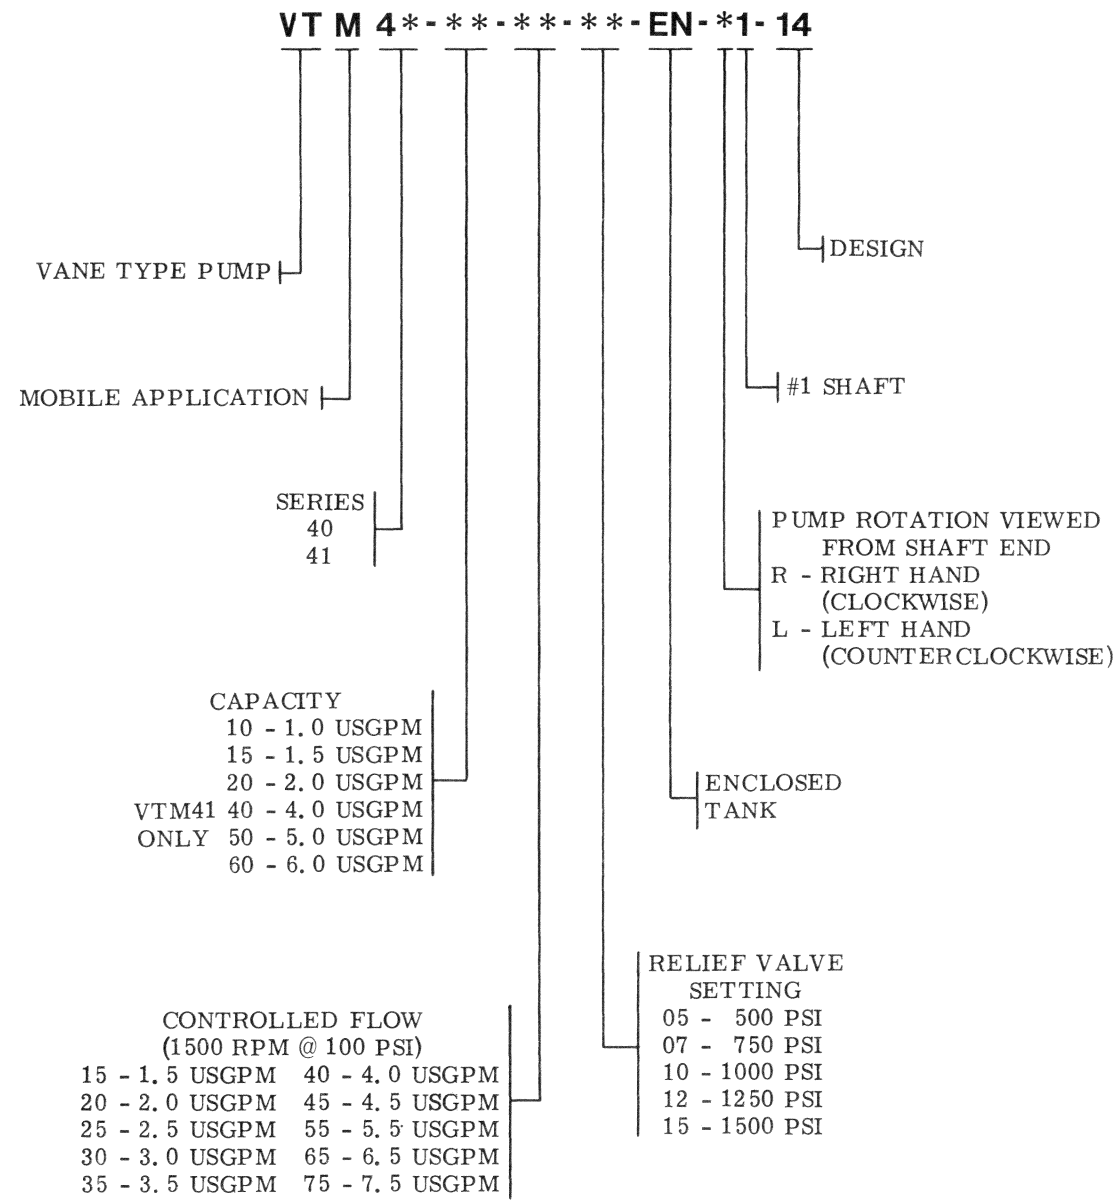 VT M 4*-**-**-**-EN-*1-14
DESIGN
VANE TYPE PUMP
#1 SHAFT
MOBILE APPLICATION
SERIES
40
41
PUMP ROTATION VIEWED
FROM SHAFT END
R - RIGHT HAND
(CLOCKWISE)
L - LEFT HAND
(COUNTERCLOCKWISE)
CAPACITY
10 - 1.0 USGPM
15 - 1.5 USGPM
20 - 2.0 USGPM
VTM41 40 - 4.0 USGPM
ONLY 50 - 5.0 USGPM
60 - 6.0 USGPM
ENCLOSED
TANK
RELIEF VALVE
SETTING
05 - 500 PSI
07 - 750 PSI
10 - 1000 PSI
12 - 1250 PSI
15 - 1500 PSI
CONTROLLED FLOW
(1500 RPM @ 100 PSI)
15 - 1.5 USGPM 40 - 4.0 USGPM
20 - 2.0 USGPM 45 - 4.5 USGPM
25 - 2.5 USGPM 55 - 5.5 USGPM
30 - 3.0 USGPM 65 - 6.5 USGPM
35 - 3.5 USGPM 75 - 7.5 USGPM